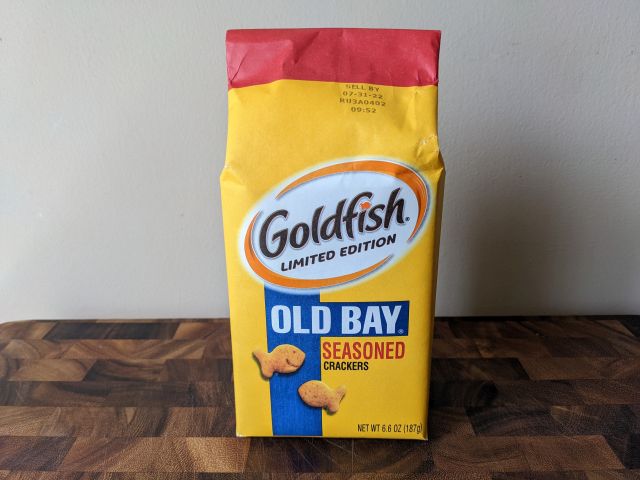 SELL BY
07-31-22
RU3A0402
09:52
Goldfish®
LIMITED EDITION
OLD BAY®
SEASONED
CRACKERS
NET WT 6.6 OZ (187g)